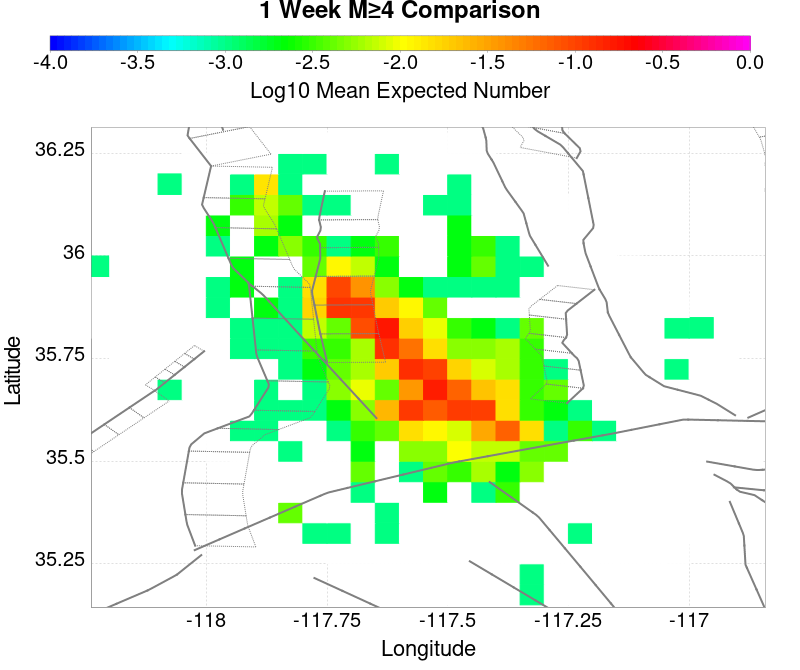 1 Week M≥4 Comparison
-4.0 -3.5 -3.0 -2.5 -2.0 -1.5 -1.0 -0.5 0.0
Log10 Mean Expected Number
36.25
36
35.75
35.5
35.25
Latitude
-118 -117.75 -117.5 -117.25 -117
Longitude